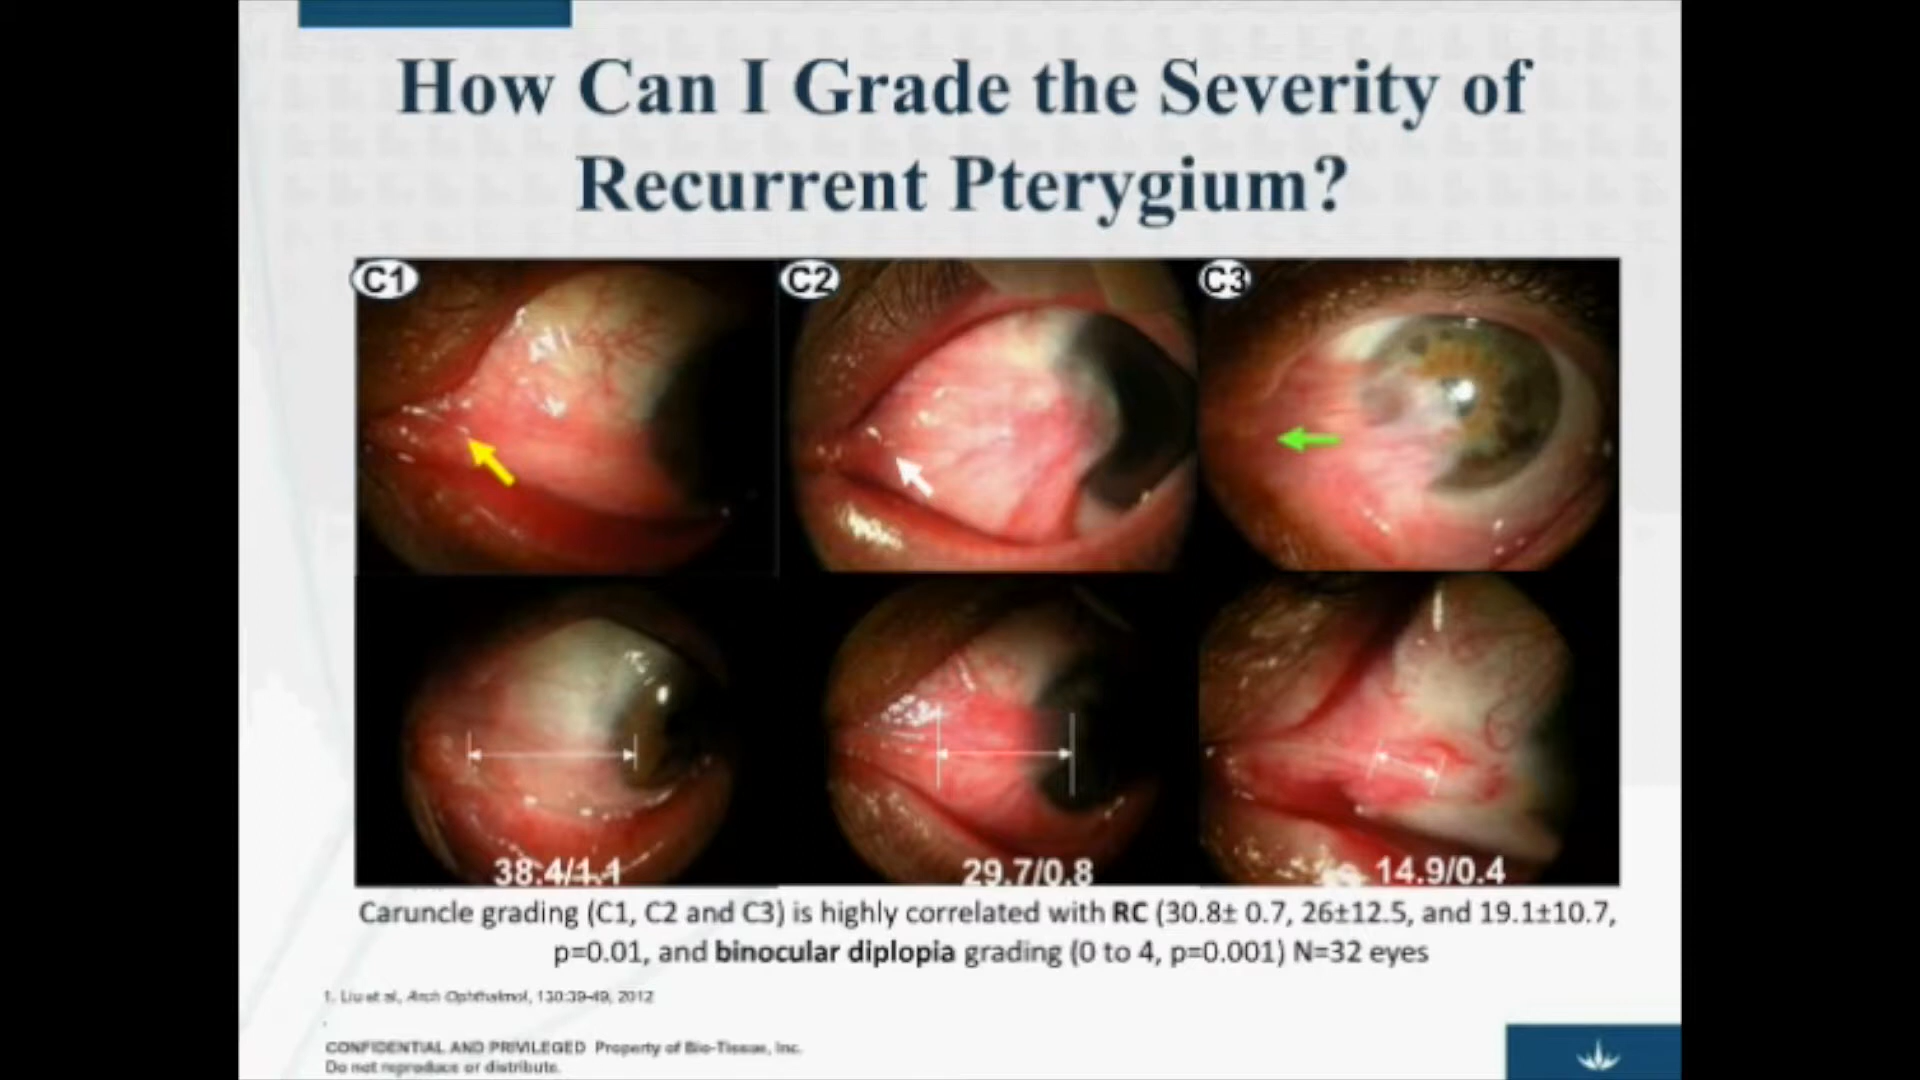 How Can I Grade the Severity of
Recurrent Pterygium?
C1
C2
C3
38.4/1.1
29.7/0.8
14.9/0.4
Caruncle grading (C1, C2 and C3) is highly correlated with RC (30.8± 0.7, 26±12.5, and 19.1±10.7,
p=0.01, and binocular diplopia grading (0 to 4, p=0.001) N=32 eyes
1. Liu et al, Arch Ophthalmol, 130:39-49, 2012
CONFIDENTIAL AND PRIVILEGED Property of Bio-Tissue, Inc.
Do not reproduce or distribute.